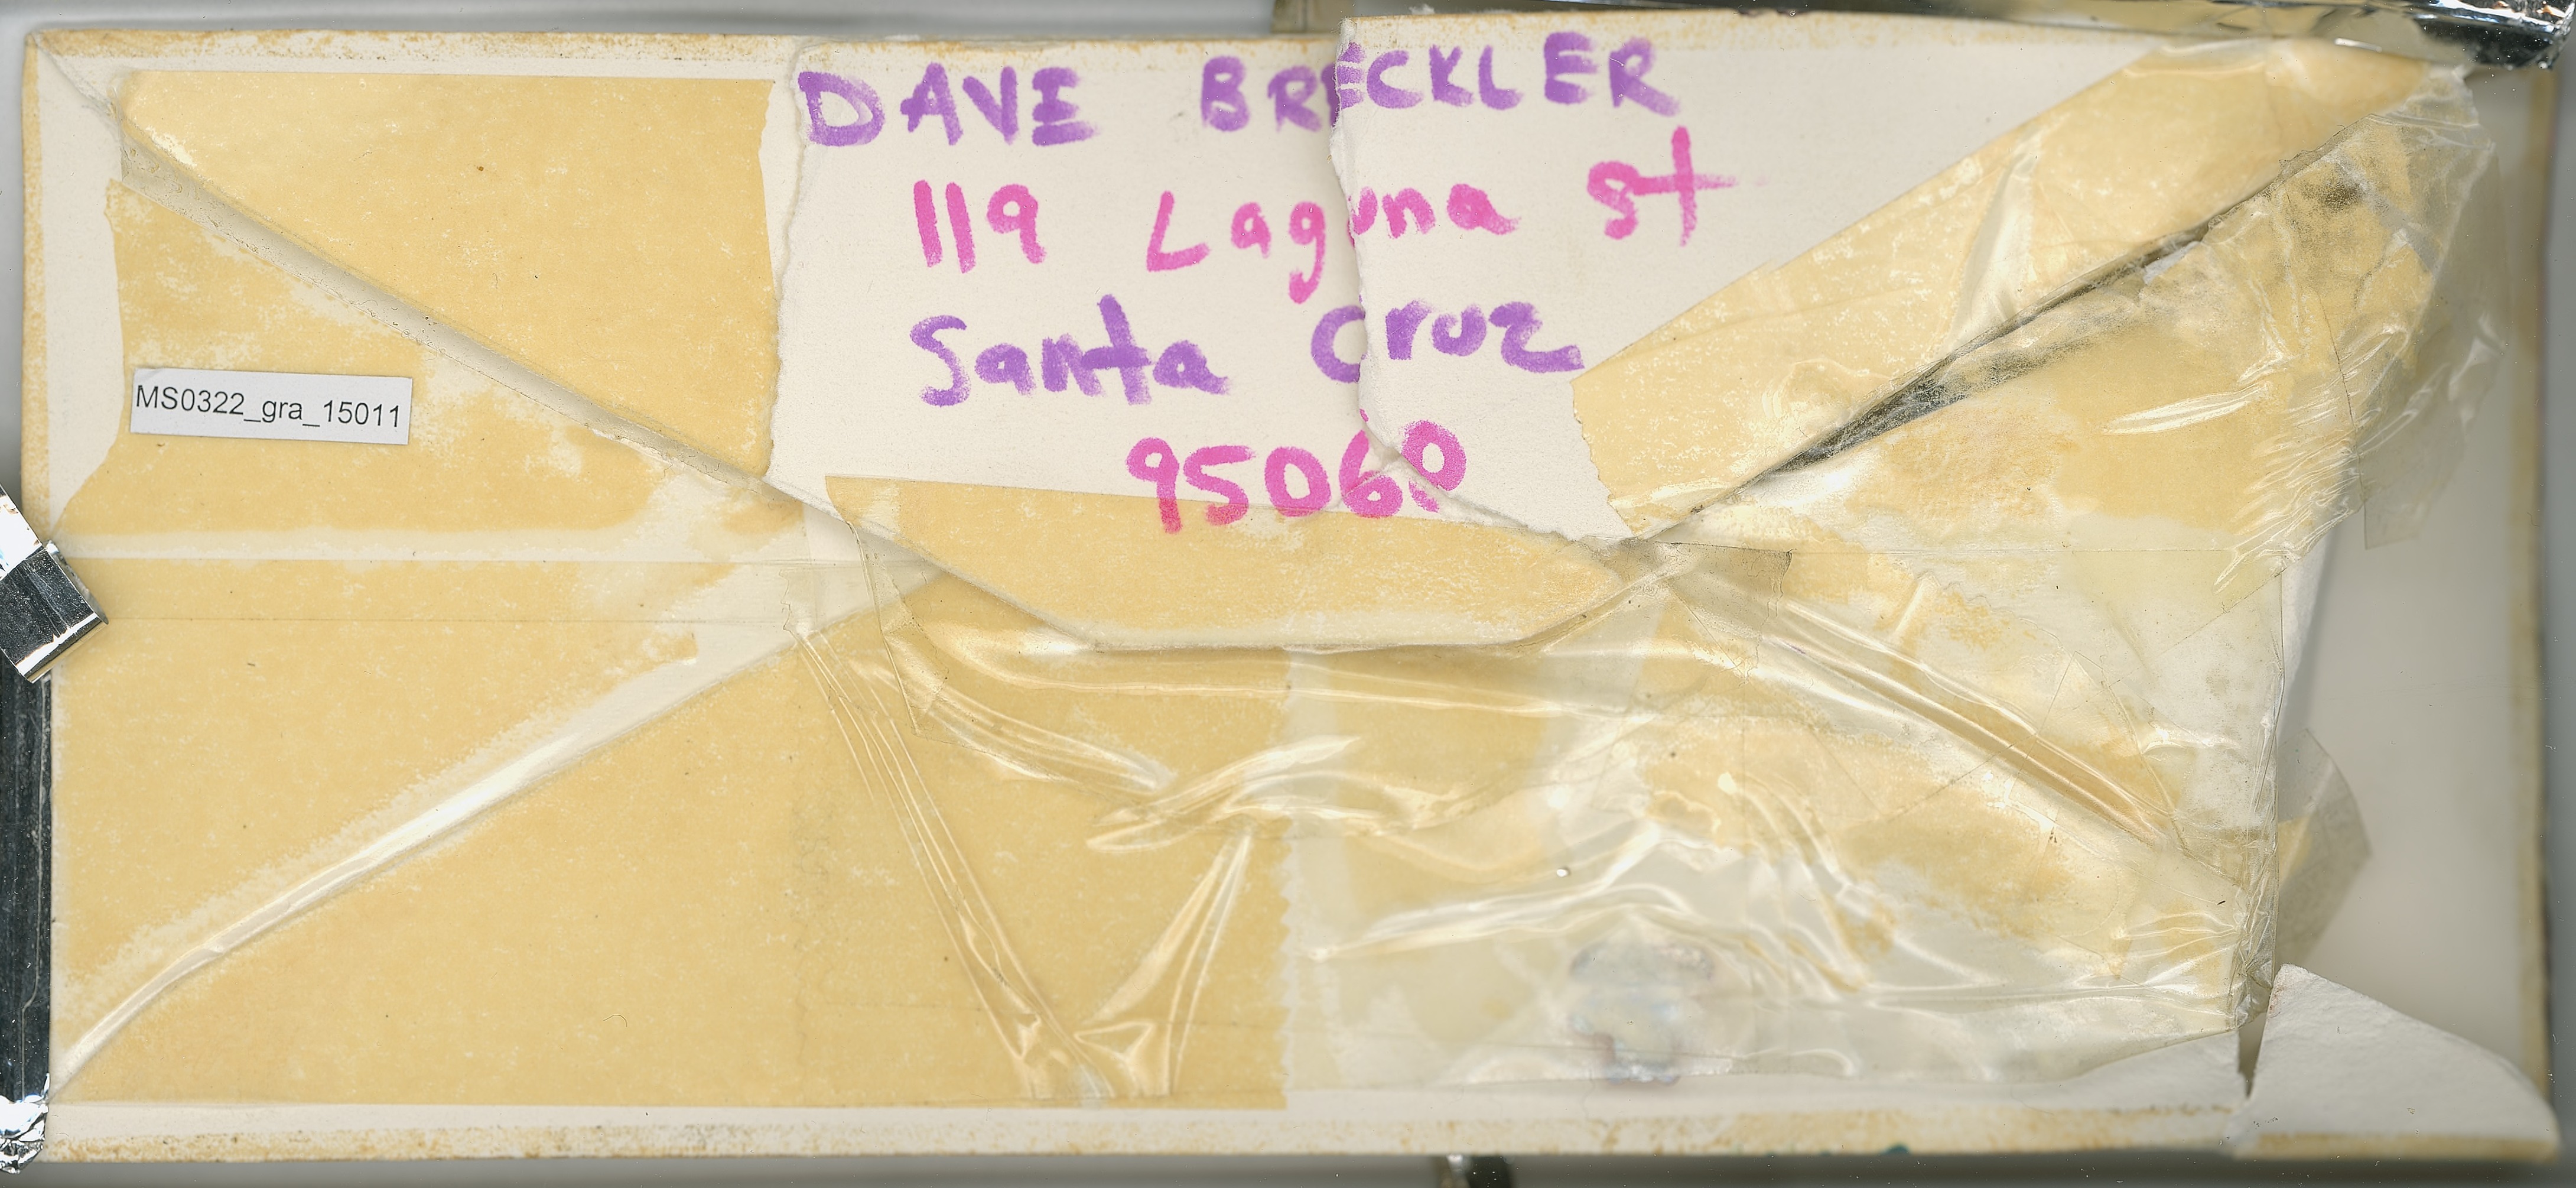 DAVE BRECKLER
119 Laguna st
Santa Cruz
95060
MS0322_gra_15011